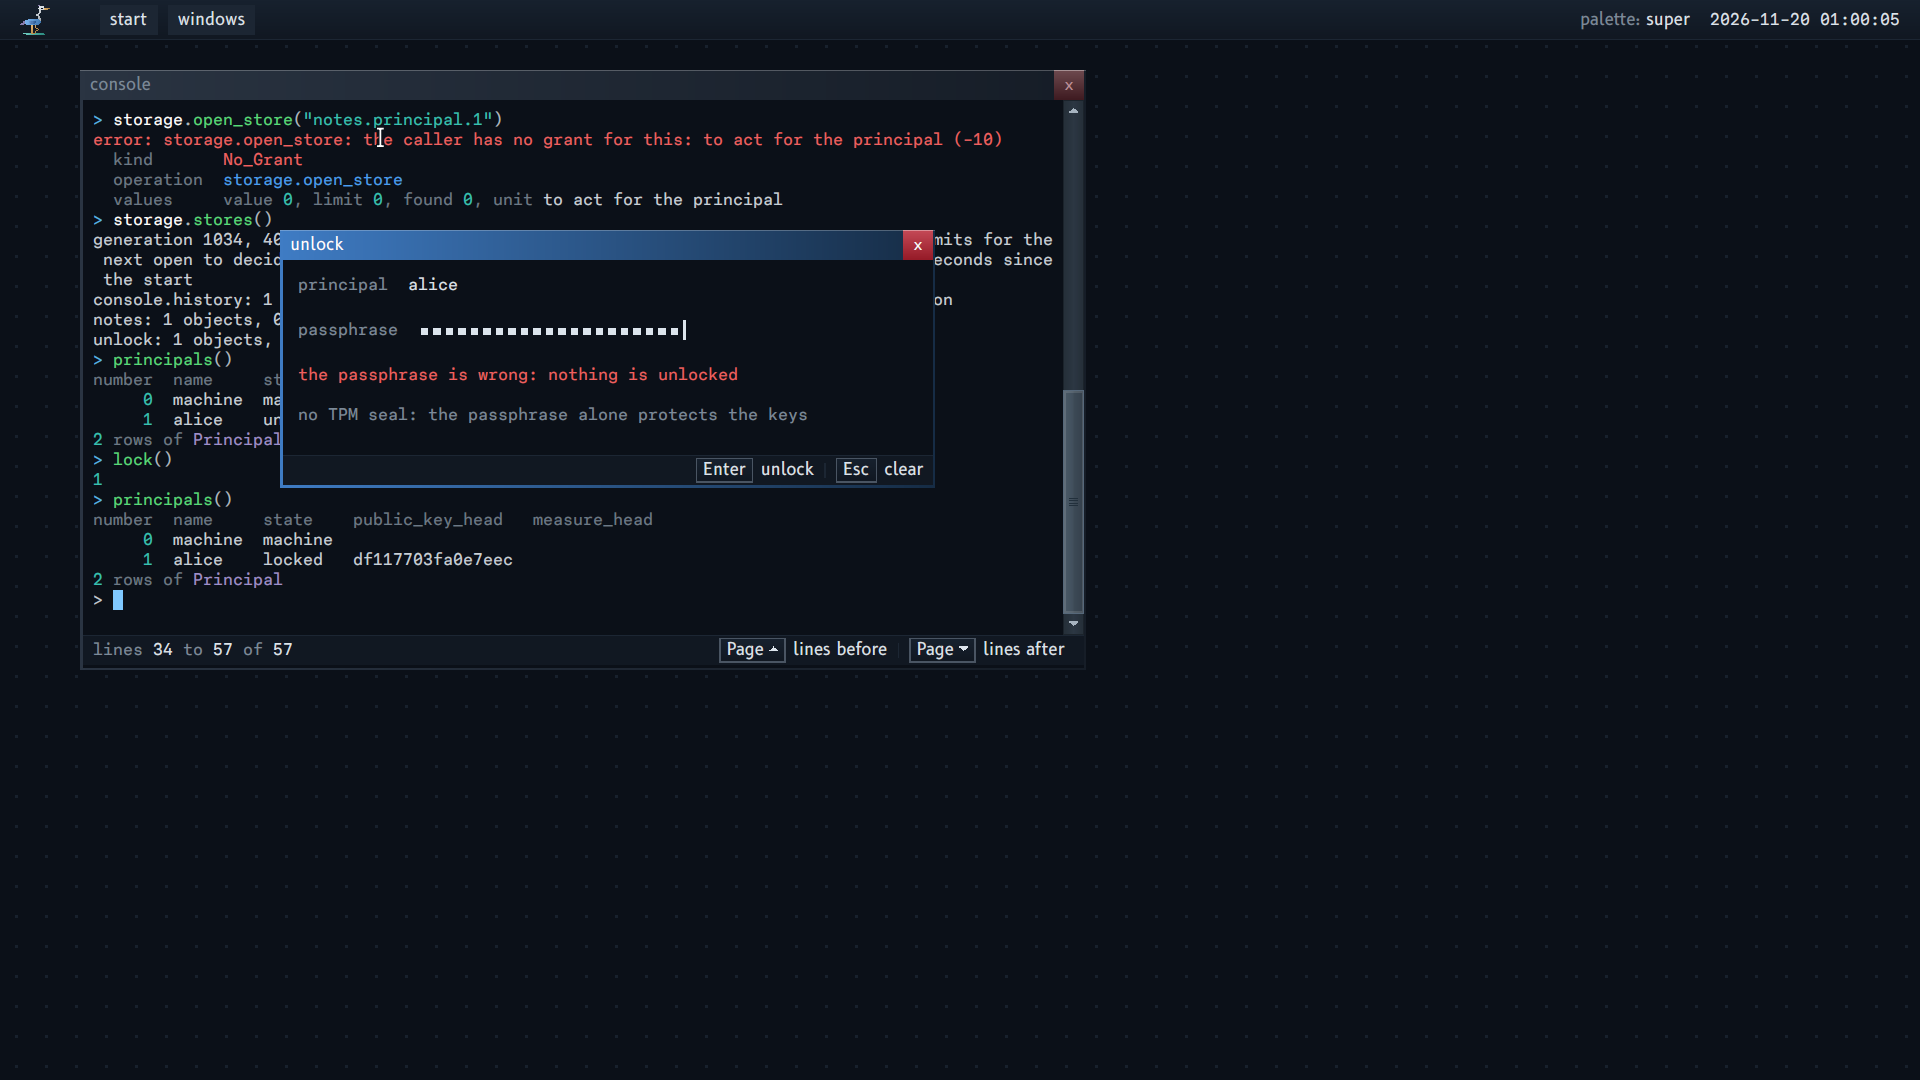 start windows palette: super 2026-11-20 01:00:05
console x
> storage.open_store("notes.principal.1")
error: storage.open_store: the caller has no grant for this: to act for the principal (-10)
kind No_Grant
operation storage.open_store
values value 0, limit 0, found 0, unit to act for the principal
> storage.stores()
generation 1034, 40 mits for the
next open to decid econds since
the start
console.history: 1 on
notes: 1 objects, 0
unlock: 1 objects,
> principals()
number name st
0 machine ma
1 alice un
2 rows of Principal
> lock()
1
> principals()
number name state public_key_head measure_head
0 machine machine
1 alice locked df117703fa0e7eec
2 rows of Principal
>
lines 34 to 57 of 57 Page lines before Page lines after
unlock x
principal alice
passphrase
the passphrase is wrong: nothing is unlocked
no TPM seal: the passphrase alone protects the keys
Enter unlock Esc clear